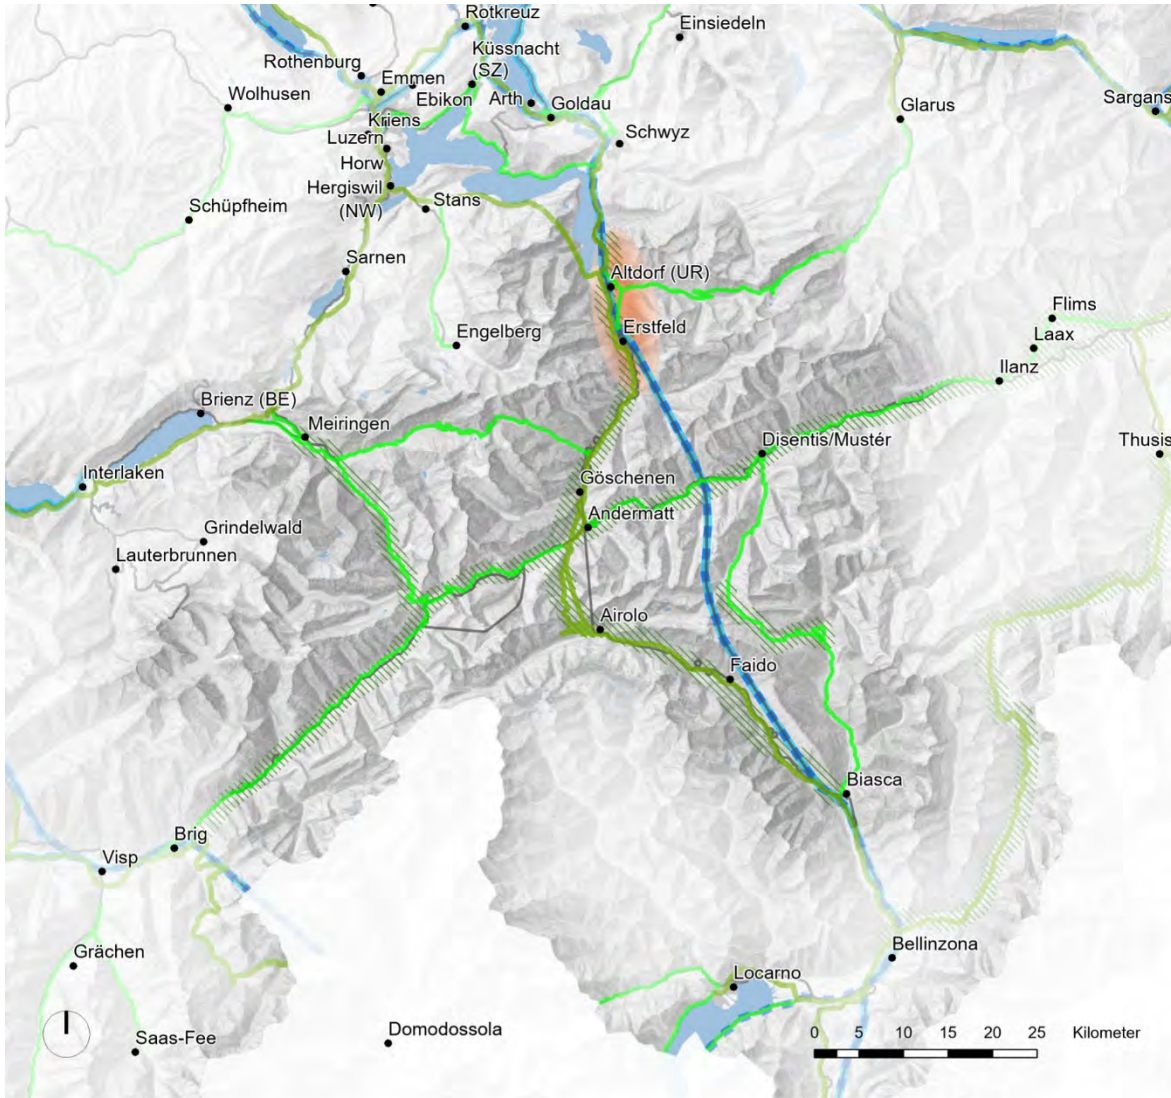 Rotkreuz
Einsiedeln
Küssnacht
(SZ)
Rothenburg
Emmen
Ebikon
Arth
Goldau
Wolhusen
Glarus
Sargans
Kriens
Luzern
Schwyz
Horw
Hergiswil
(NW)
Stans
Schüpfheim
Sarnen
Altdorf (UR)
Flims
Engelberg
Erstfeld
Laax
Ilanz
Brienz (BE)
Meiringen
Disentis/Mustér
Thusis
Interlaken
Göschenen
Andermatt
Grindelwald
Lauterbrunnen
Airolo
Faido
Biasca
Brig
Visp
Grächen
Bellinzona
Locarno
Saas-Fee
Domodossola
0 5 10 15 20 25 Kilometer